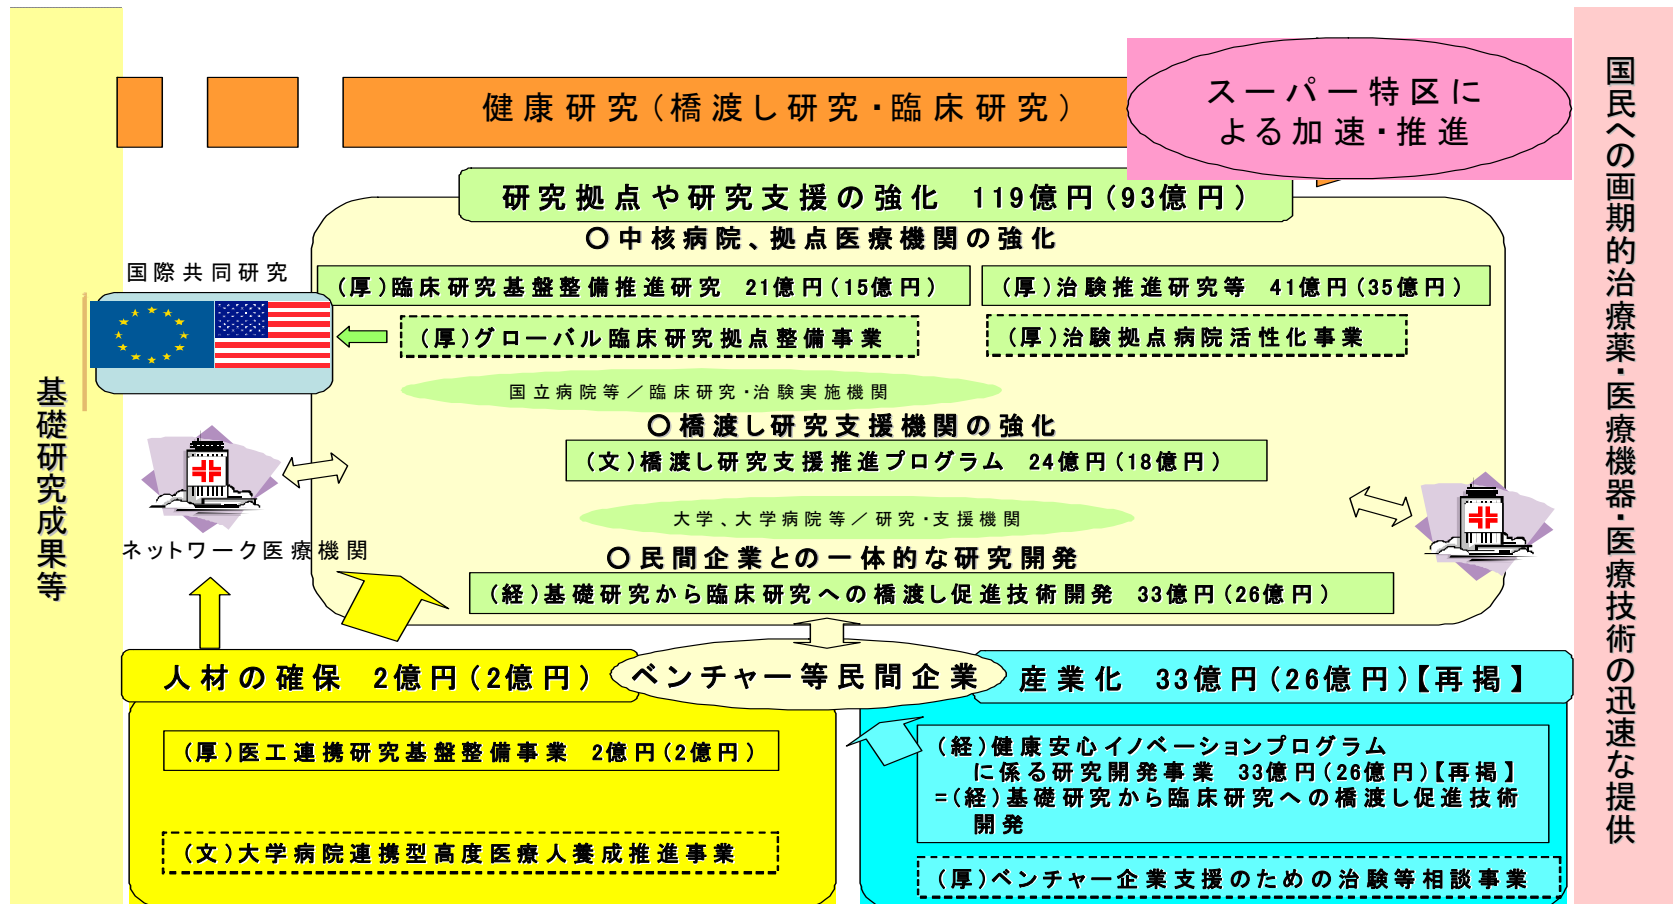 基礎研究成果等
健康研究（橋渡し研究・臨床研究）
スーパー特区に
よる加速・推進
国民への画期的治療薬・医療機器・医療技術の迅速な提供
研究拠点や研究支援の強化　119億円（93億円）
○中核病院、拠点医療機関の強化
国際共同研究
（厚）臨床研究基盤整備推進研究　21億円（15億円）
（厚）治験推進研究等　41億円（35億円）
（厚）グローバル臨床研究拠点整備事業
（厚）治験拠点病院活性化事業
国立病院等／臨床研究・治験実施機関
○橋渡し研究支援機関の強化
（文）橋渡し研究支援推進プログラム　24億円（18億円）
大学、大学病院等／研究・支援機関
ネットワーク医療機関
○民間企業との一体的な研究開発
（経）基礎研究から臨床研究への橋渡し促進技術開発　33億円（26億円）
人材の確保　2億円（2億円）
ベンチャー等民間企業
産業化　33億円（26億円）【再掲】
（厚）医工連携研究基盤整備事業　2億円（2億円）
（文）大学病院連携型高度医療人養成推進事業
（経）健康安心イノベーションプログラム
に係る研究開発事業　33億円（26億円）【再掲】
=（経）基礎研究から臨床研究への橋渡し促進技術
開発
（厚）ベンチャー企業支援のための治験等相談事業